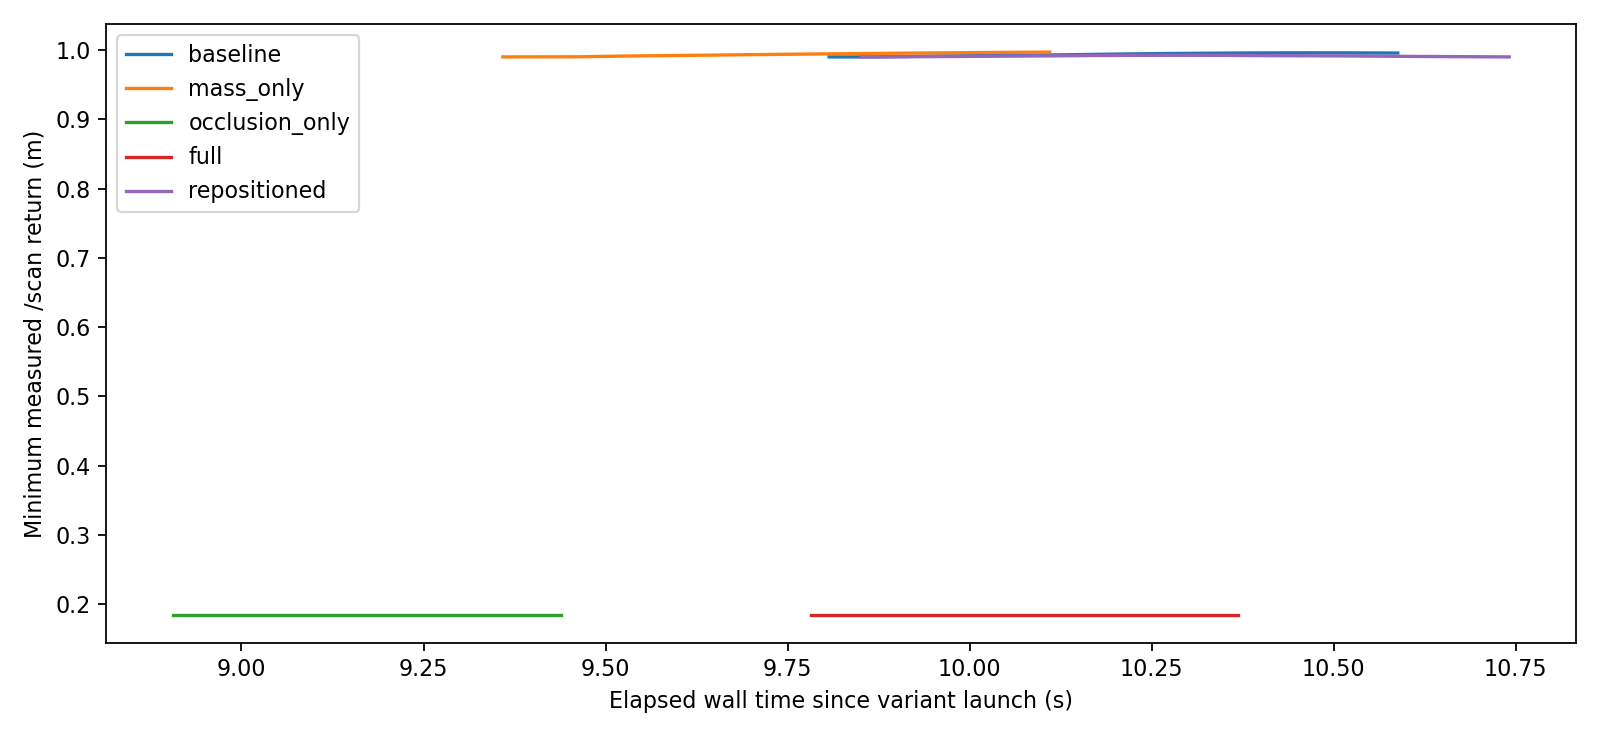 baseline
mass_only
occlusion_only
full
repositioned
Minimum measured /scan return (m)
1.0
0.9
0.8
0.7
0.6
0.5
0.4
0.3
0.2
9.00 9.25 9.50 9.75 10.00 10.25 10.50 10.75
Elapsed wall time since variant launch (s)